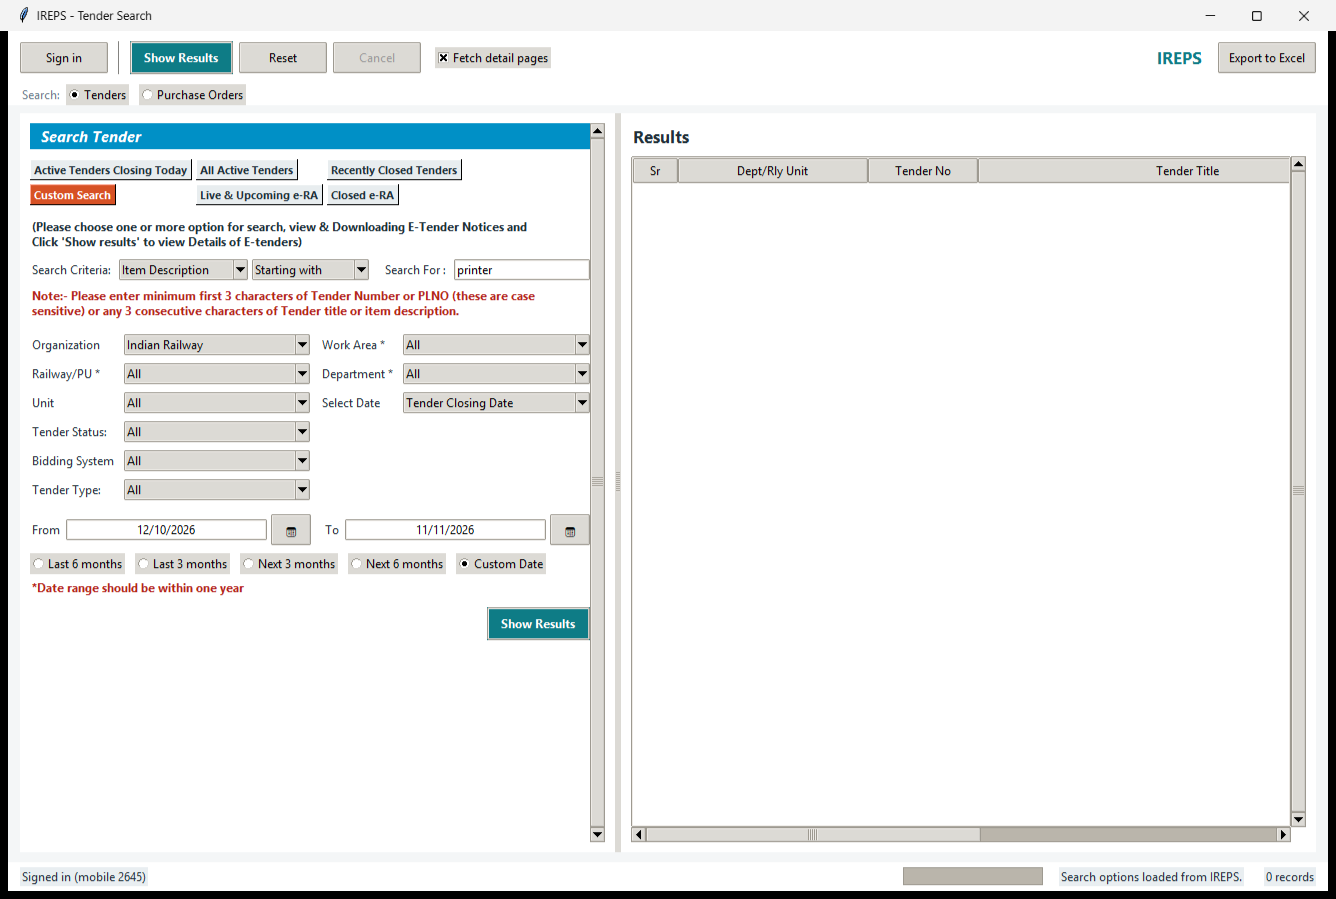 IREPS - Tender Search
Sign in
Show Results
Reset
Cancel
Fetch detail pages
IREPS
Export to Excel
Search:
Tenders
Purchase Orders
Search Tender
Active Tenders Closing Today
All Active Tenders
Recently Closed Tenders
Custom Search
Live & Upcoming e-RA
Closed e-RA
(Please choose one or more option for search, view & Downloading E-Tender Notices and
Click 'Show results' to view Details of E-tenders)
Search Criteria:
Item Description
Starting with
Search For :
printer
Note:- Please enter minimum first 3 characters of Tender Number or PLNO (these are case
sensitive) or any 3 consecutive characters of Tender title or item description.
Organization
Indian Railway
Work Area *
All
Railway/PU *
All
Department *
All
Unit
All
Select Date
Tender Closing Date
Tender Status:
All
Bidding System
All
Tender Type:
All
From
12/10/2026
To
11/11/2026
Last 6 months
Last 3 months
Next 3 months
Next 6 months
Custom Date
*Date range should be within one year
Show Results
Results
Sr
Dept/Rly Unit
Tender No
Tender Title
Signed in (mobile 2645)
Search options loaded from IREPS.
0 records